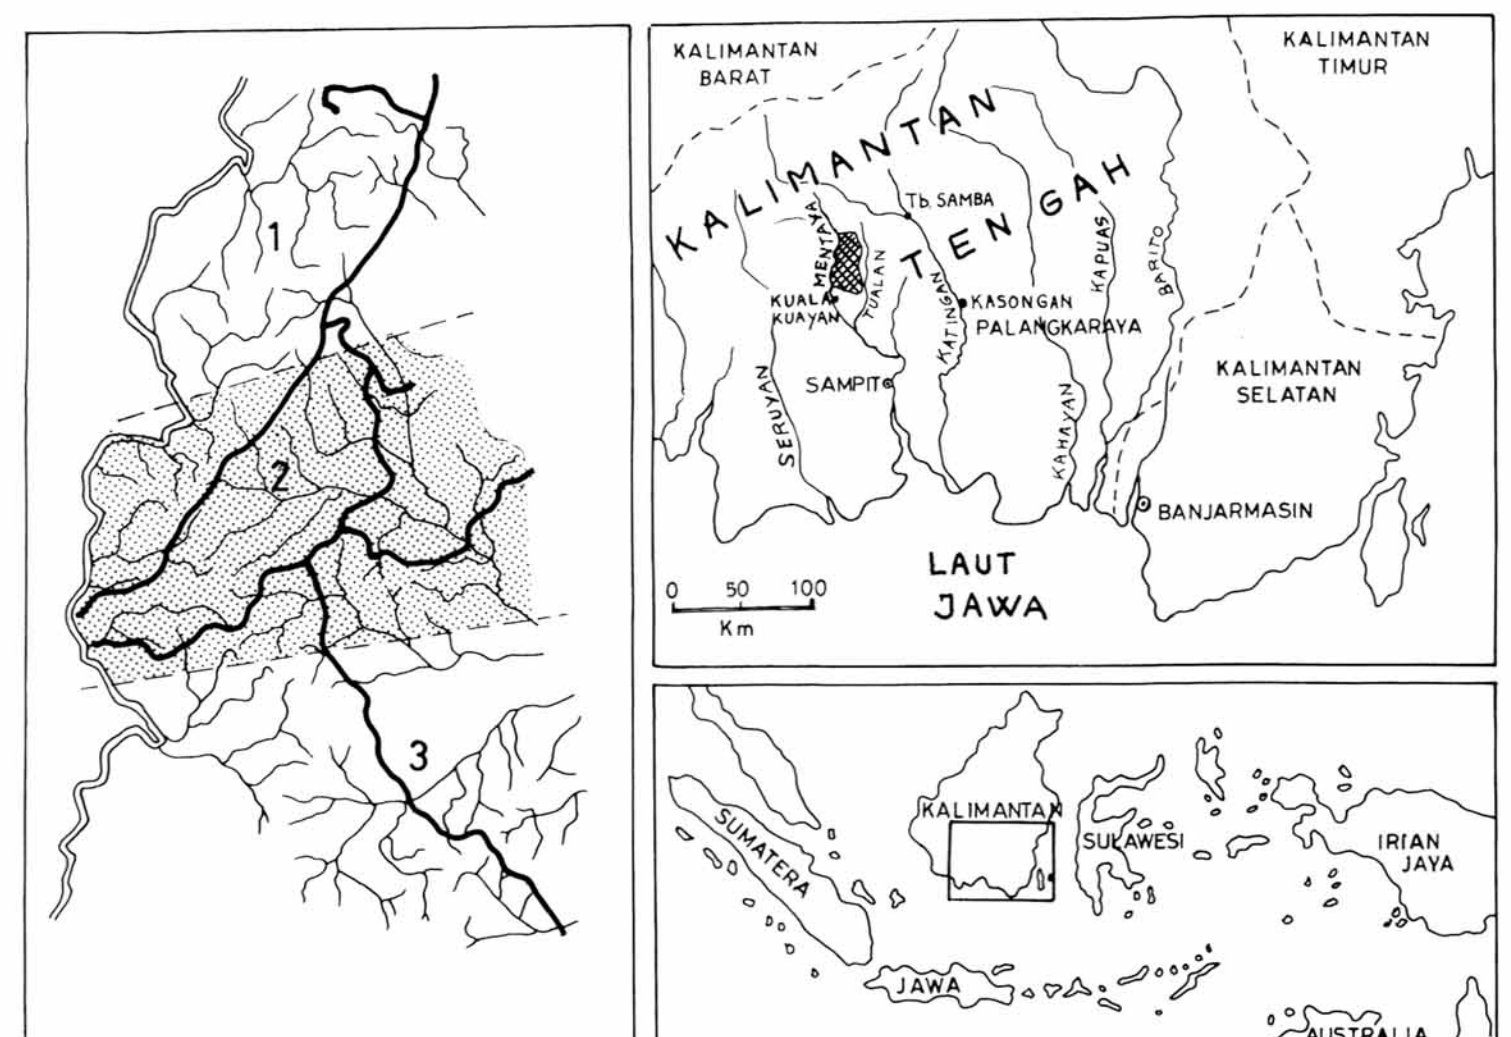 1
2
3
KALIMANTAN
BARAT
KALIMANTAN
TIMUR
KALIMANTAN
TENGAH
Tb. SAMBA
MENTAYA
TUALAN
KUALA
KUAYAN
KATINGAN
KASONGAN
PALANGKARAYA
KAPUAS
BARITO
SAMPIT
SERUYAN
KAHAYAN
KALIMANTAN
SELATAN
BANJARMASIN
LAUT
JAWA
0 50 100
Km
KALIMANTAN
SUMATERA
SULAWESI
IRIAN
JAYA
JAWA
AUSTRALIA